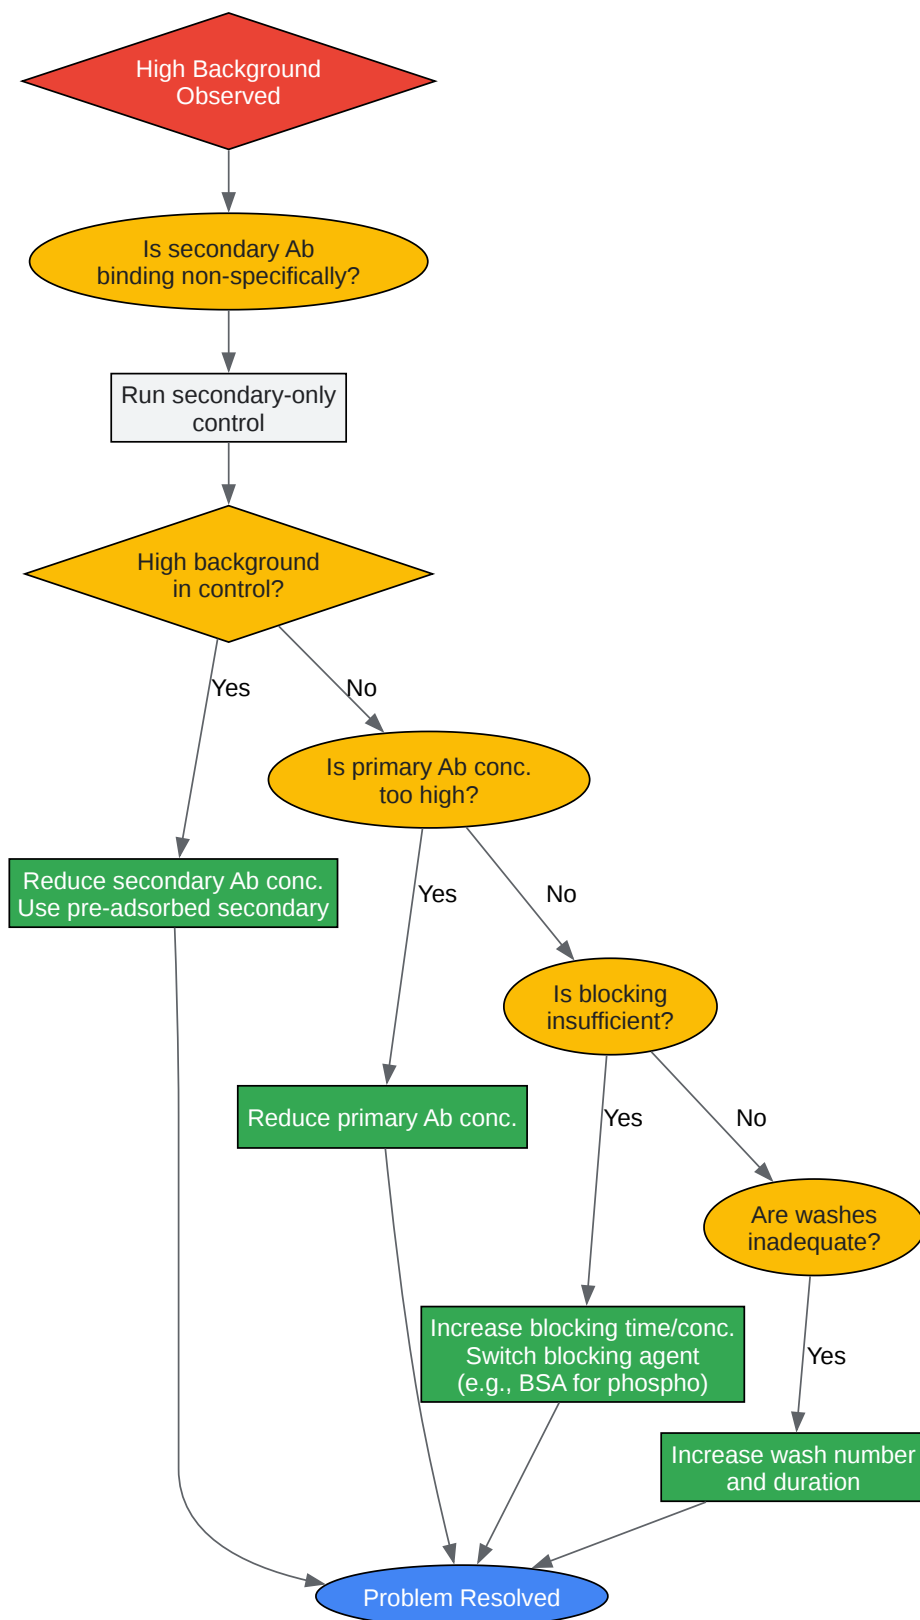 High Background
Observed
Is secondary Ab
binding non-specifically?
Run secondary-only
control
High background
in control?
Yes
No
Is primary Ab conc.
too high?
Reduce secondary Ab conc.
Use pre-adsorbed secondary
Yes
No
Is blocking
insufficient?
Reduce primary Ab conc.
Yes
No
Are washes
inadequate?
Increase blocking time/conc.
Switch blocking agent
(e.g., BSA for phospho)
Yes
Increase wash number
and duration
Problem Resolved